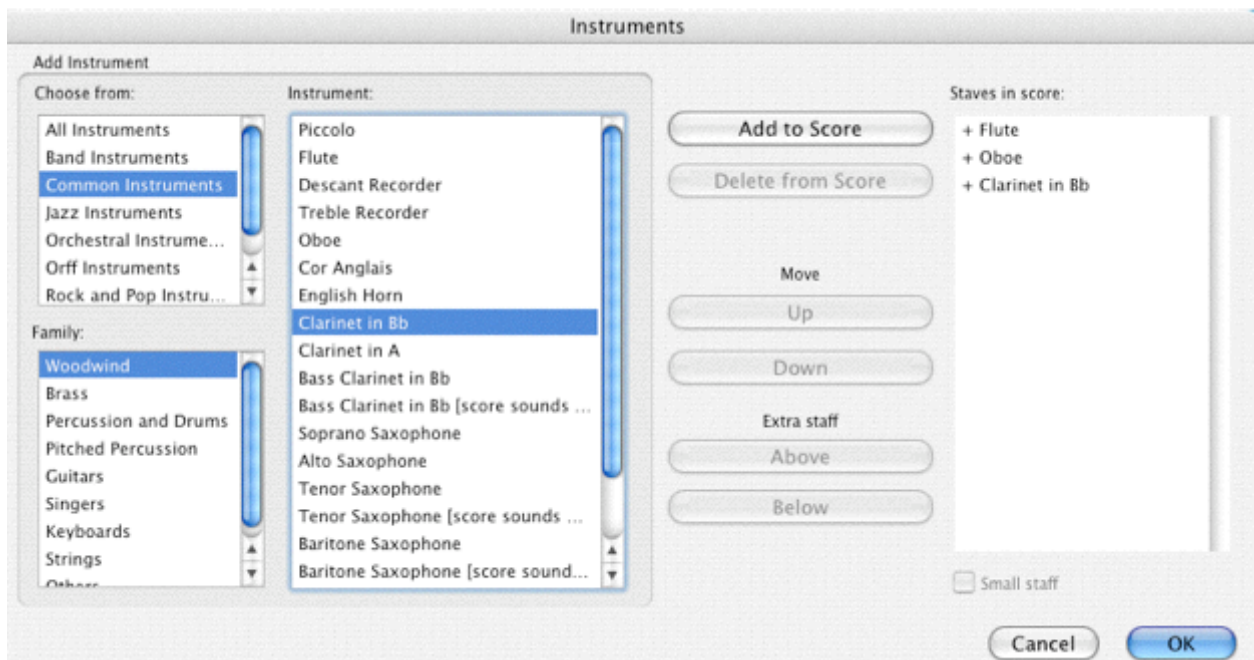 Instruments
Add Instrument
Choose from:
All Instruments
Band Instruments
Common Instruments
Jazz Instruments
Orchestral Instrume...
Orff Instruments
Rock and Pop Instru...
Family:
Woodwind
Brass
Percussion and Drums
Pitched Percussion
Guitars
Singers
Keyboards
Strings
Others
Instrument:
Piccolo
Flute
Descant Recorder
Treble Recorder
Oboe
Cor Anglais
English Horn
Clarinet in Bb
Clarinet in A
Bass Clarinet in Bb
Bass Clarinet in Bb [score sounds ...
Soprano Saxophone
Alto Saxophone
Tenor Saxophone
Tenor Saxophone [score sounds ...
Baritone Saxophone
Baritone Saxophone [score sound...
Add to Score
Delete from Score
Move
Up
Down
Extra staff
Above
Below
Staves in score:
+ Flute
+ Oboe
+ Clarinet in Bb
Small staff
Cancel
OK